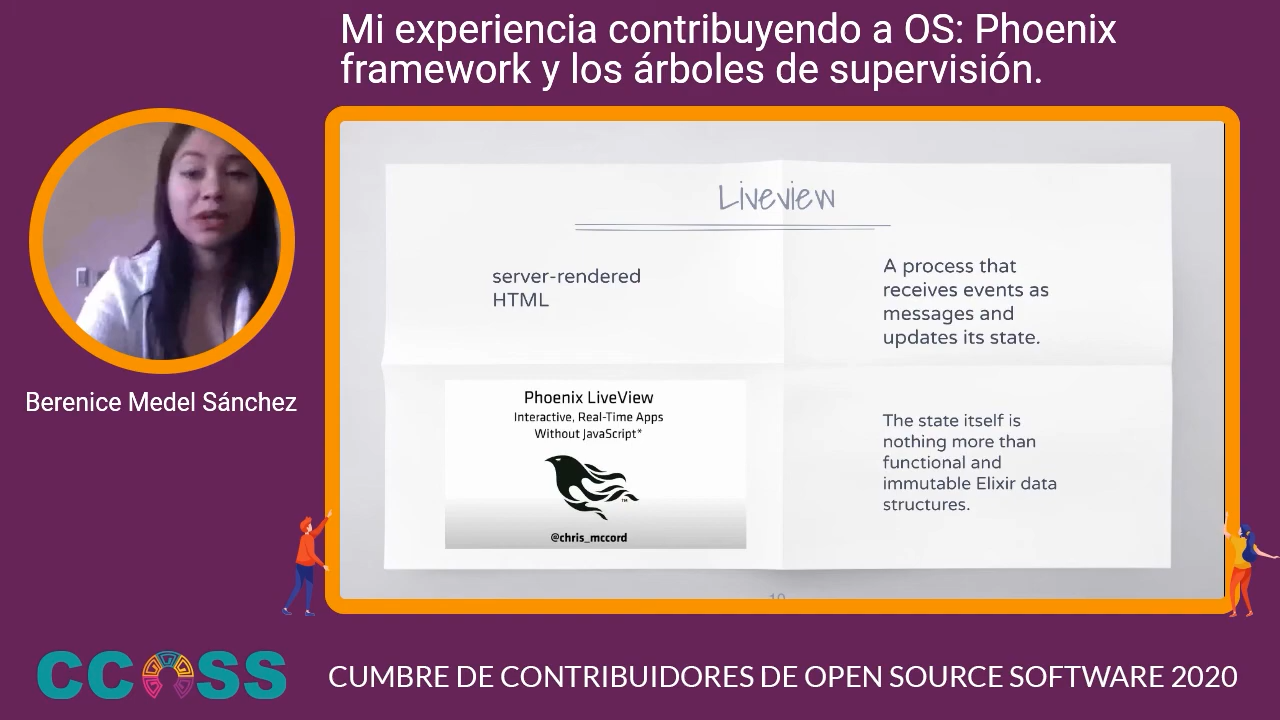 Mi experiencia contribuyendo a OS: Phoenix
framework y los árboles de supervisión.
Berenice Medel Sánchez
Liveview
server-rendered
HTML
A process that
receives events as
messages and
updates its state.
Phoenix LiveView
Interactive, Real-Time Apps
Without JavaScript*
TM
@chris_mccord
The state itself is
nothing more than
functional and
immutable Elixir data
structures.
CCOSS
CUMBRE DE CONTRIBUIDORES DE OPEN SOURCE SOFTWARE 2020